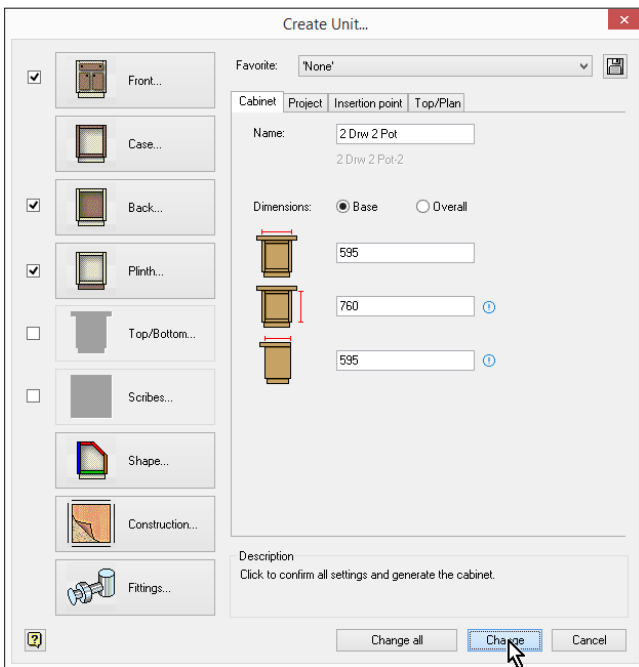 Create Unit...
Front...
Case...
Back...
Plinth...
Top/Bottom...
Scribes...
Shape...
Construction...
Fittings...
Favorite: 'None'
Cabinet Project Insertion point Top/Plan
Name: 2 Drw 2 Pot
2 Drw 2 Pot-2
Dimensions: Base Overall
595
760
595
Description
Click to confirm all settings and generate the cabinet.
Change all Change Cancel